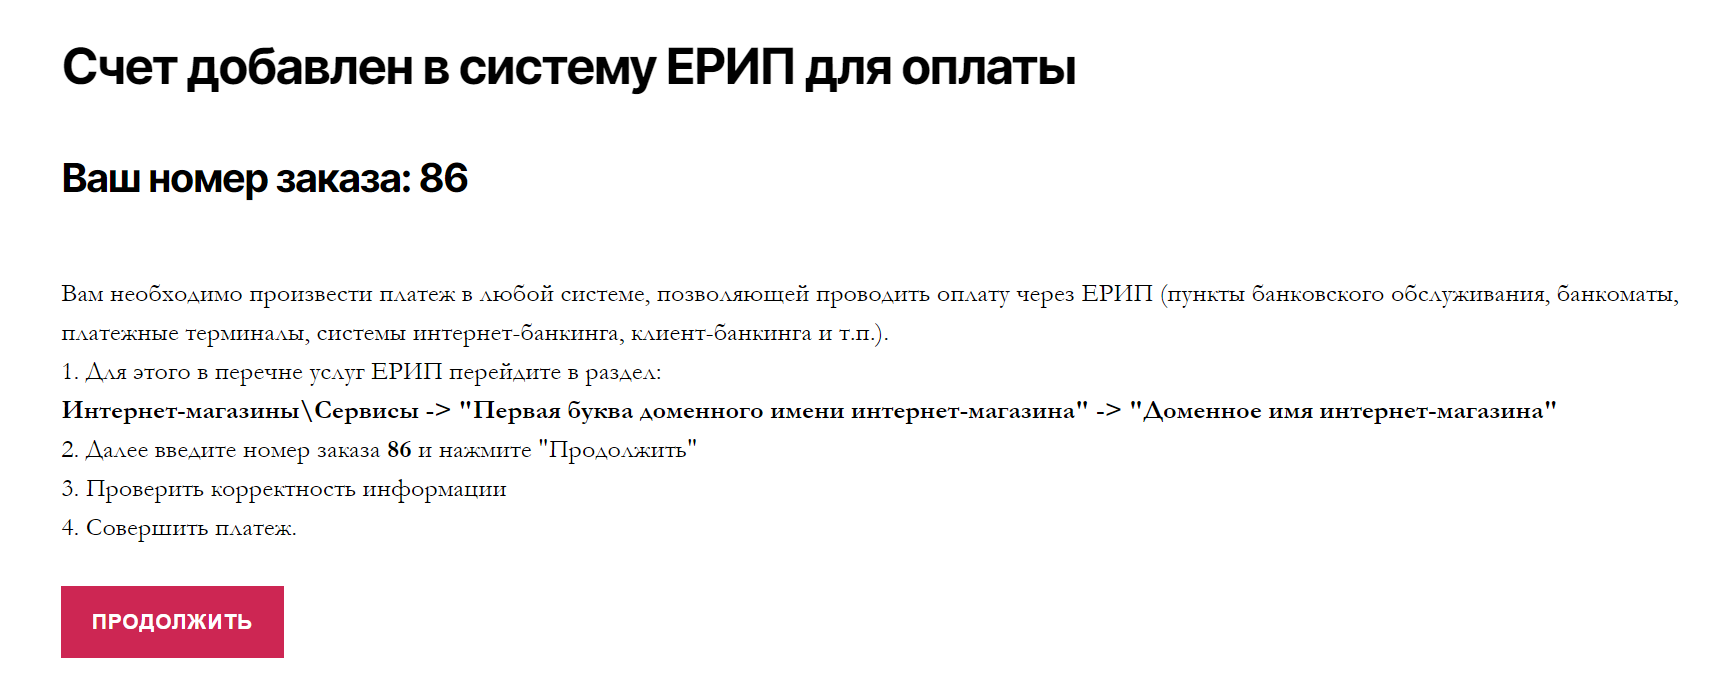 Счет добавлен в систему ЕРИП для оплаты
Ваш номер заказа: 86
Вам необходимо произвести платеж в любой системе, позволяющей проводить оплату через ЕРИП (пункты банковского обслуживания, банкоматы,
платежные терминалы, системы интернет-банкинга, клиент-банкинга и т.п.).
1. Для этого в перечне услуг ЕРИП перейдите в раздел:
Интернет-магазины\Сервисы -> "Первая буква доменного имени интернет-магазина" -> "Доменное имя интернет-магазина"
2. Далее введите номер заказа 86 и нажмите "Продолжить"
3. Проверить корректность информации
4. Совершить платеж.
ПРОДОЛЖИТЬ